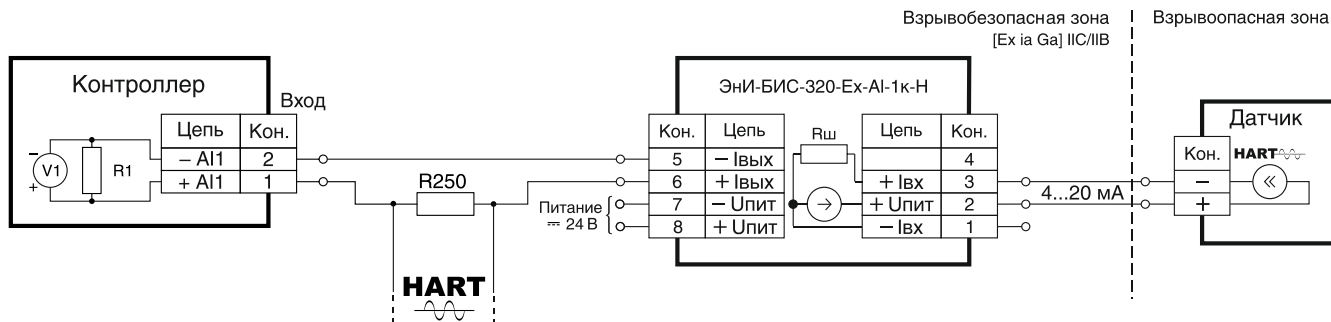 Взрывобезопасная зона
[Ex ia Ga] IIC/IIB
Взрывоопасная зона
Контроллер
Вход
Цепь Кон.
– AI1 2
+ AI1 1
– V1 +
R1
R250
HART
Питание
24 В
ЭнИ-БИС-320-Ex-AI-1к-Н
Кон. Цепь
5 – Iвых
6 + Iвых
7 – Uпит
8 + Uпит
Rш
Цепь Кон.
4
+ Iвх 3
+ Uпит 2
– Iвх 1
4...20 мА
Датчик
Кон.
–
+
HART